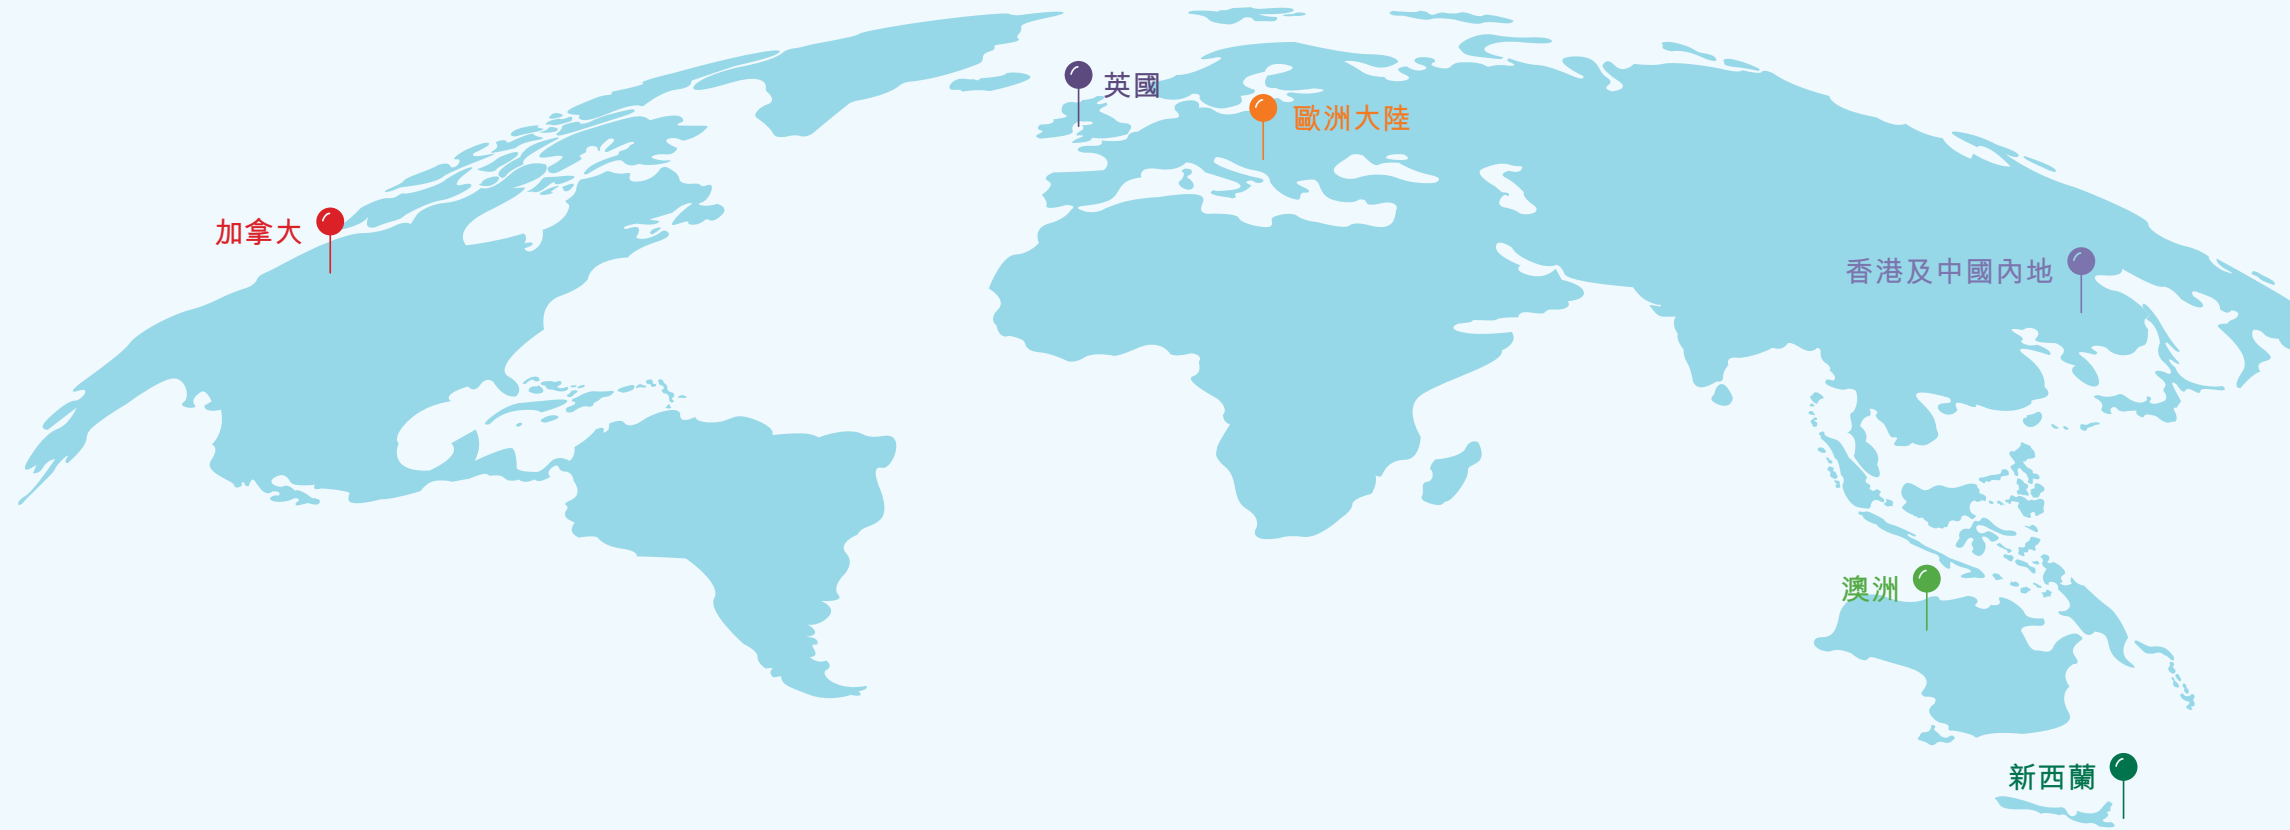 英國
歐洲大陸
加拿大
香港及中國內地
澳洲
新西蘭